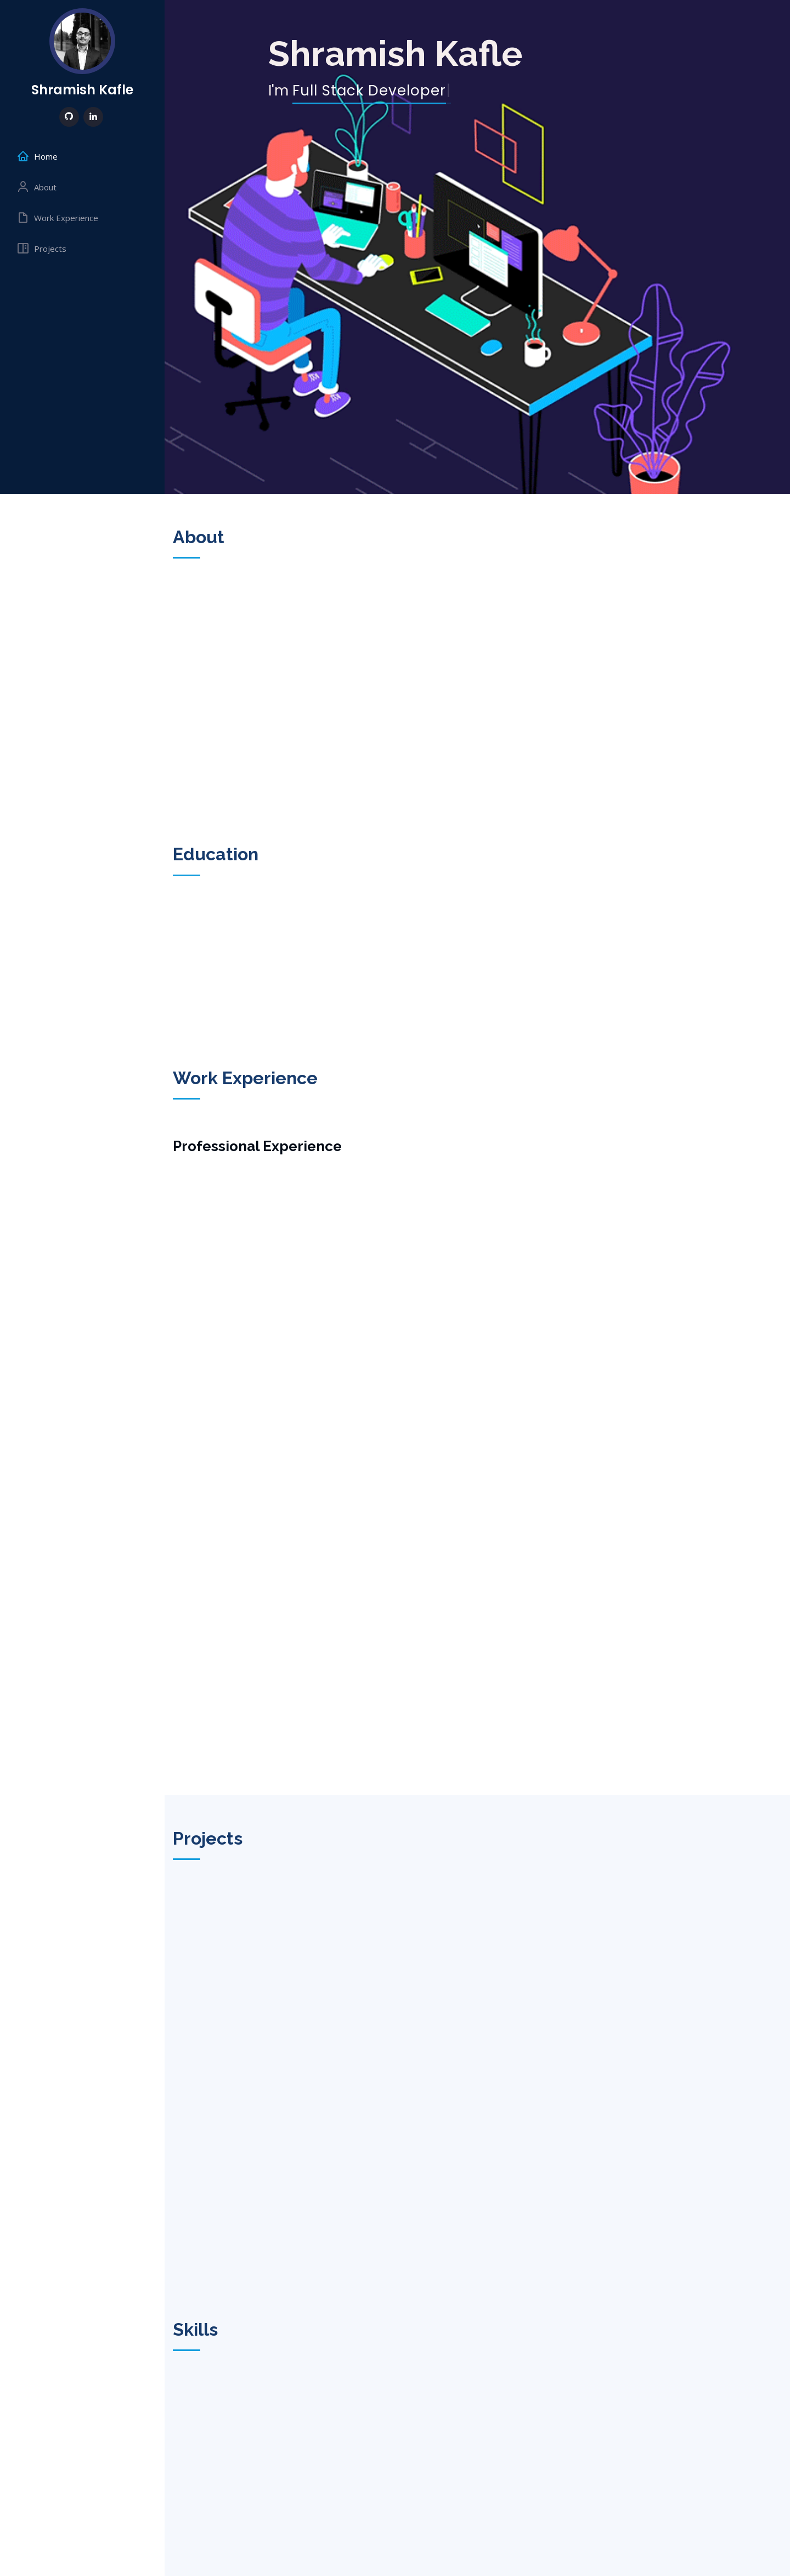 Shramish Kafle
Home
About
Work Experience
Projects
Shramish Kafle
I'm Full Stack Developer|
About
Education
Work Experience
Professional Experience
Projects
Skills